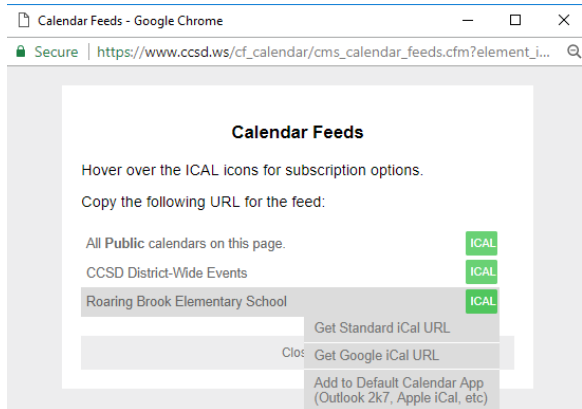 Calendar Feeds - Google Chrome
Secure | https://www.ccsd.ws/cf_calendar/cms_calendar_feeds.cfm?element_i...
Calendar Feeds
Hover over the ICAL icons for subscription options.
Copy the following URL for the feed:
All Public calendars on this page. ICAL
CCSD District-Wide Events ICAL
Roaring Brook Elementary School ICAL
Get Standard iCal URL
Clos Get Google iCal URL
Add to Default Calendar App
(Outlook 2k7, Apple iCal, etc)